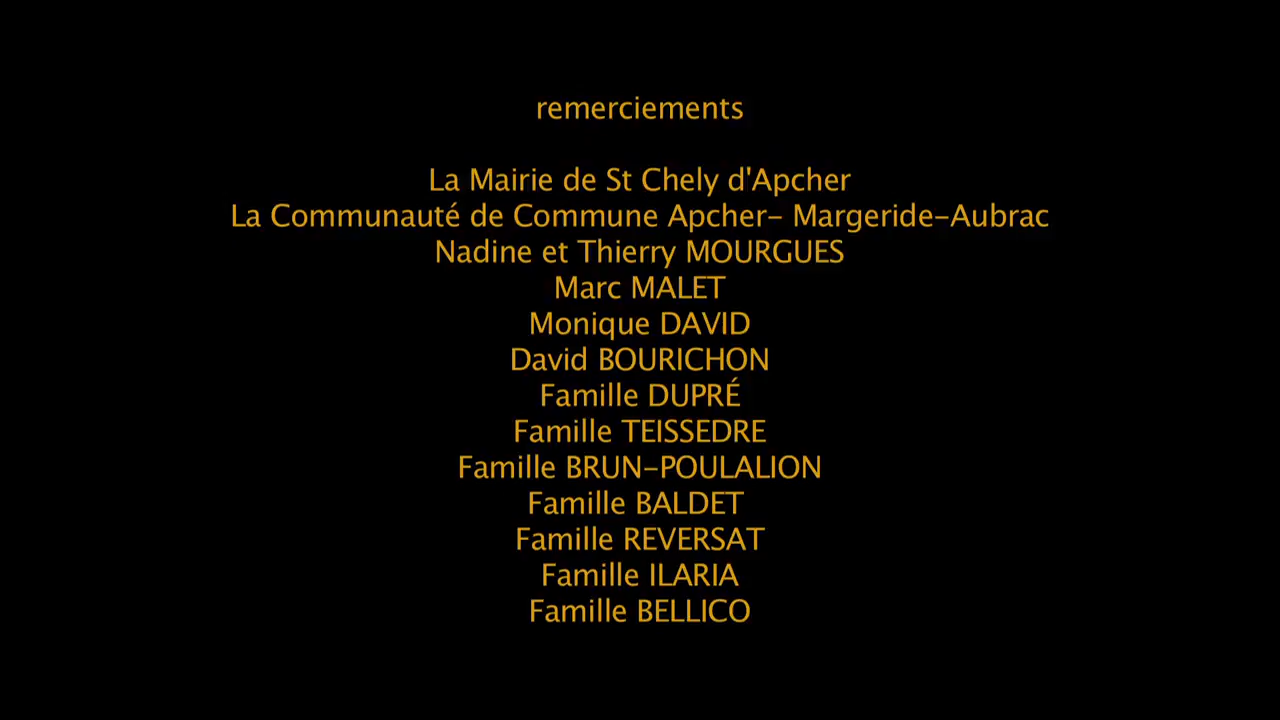 remerciements
La Mairie de St Chely d'Apcher
La Communauté de Commune Apcher- Margeride-Aubrac
Nadine et Thierry MOURGUES
Marc MALET
Monique DAVID
David BOURICHON
Famille DUPRÉ
Famille TEISSEDRE
Famille BRUN-POULALION
Famille BALDET
Famille REVERSAT
Famille ILARIA
Famille BELLICO